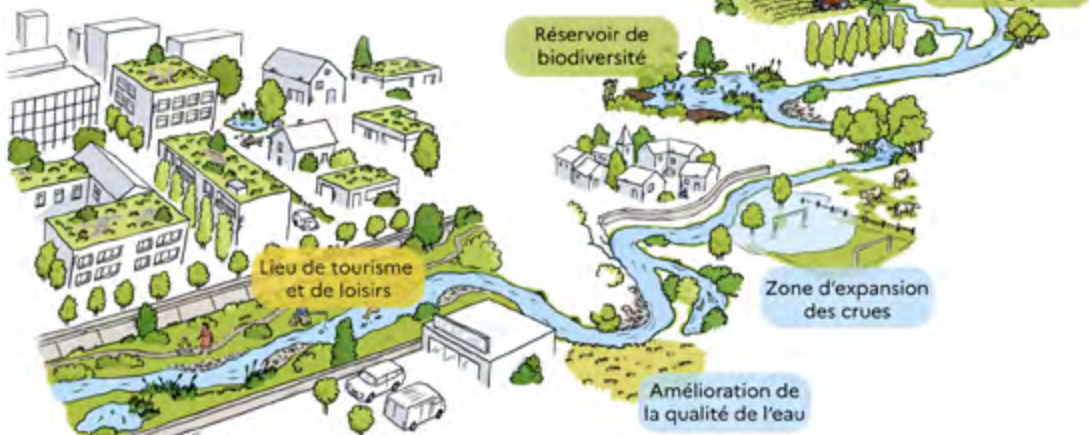 Réservoir de
biodiversité
Lieu de tourisme
et de loisirs
Zone d'expansion
des crues
Amélioration de
la qualité de l'eau